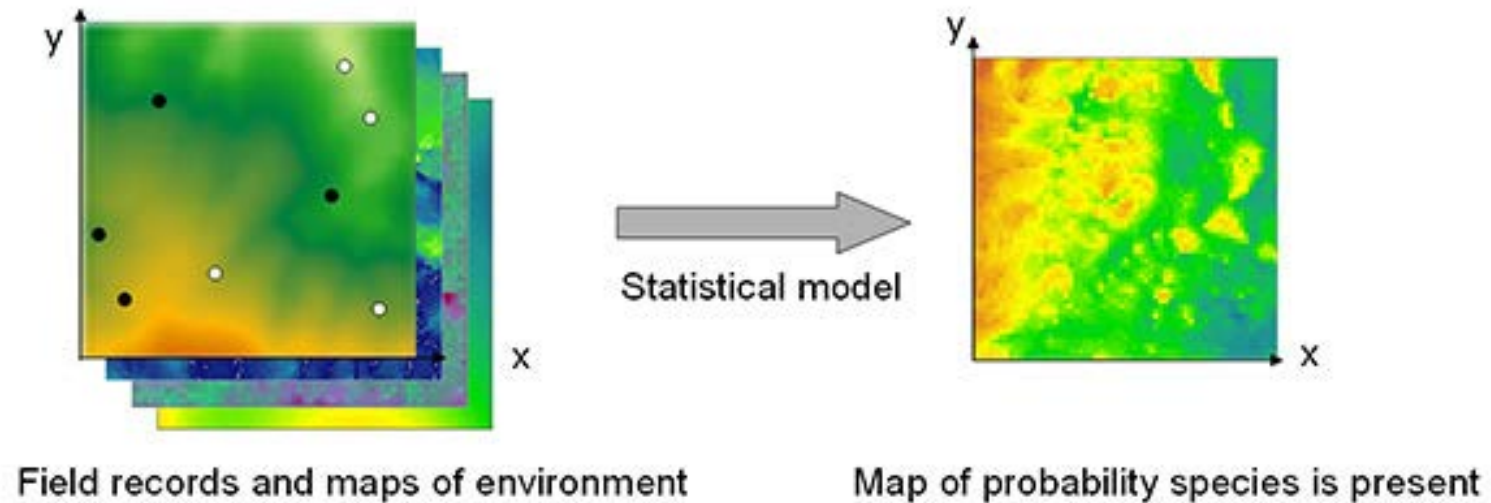 y
x
Statistical model
y
x
Field records and maps of environment
Map of probability species is present